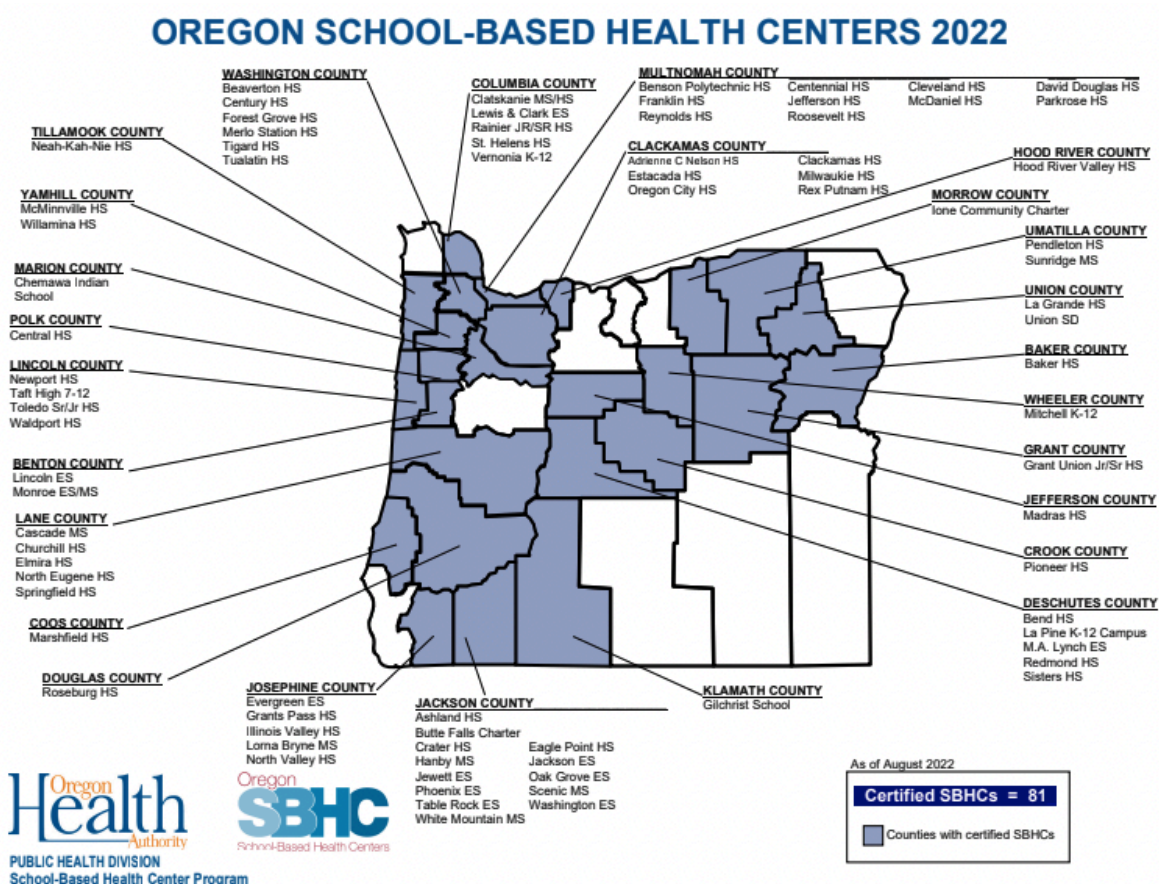 OREGON SCHOOL-BASED HEALTH CENTERS 2022
WASHINGTON COUNTY
Beaverton HS
Century HS
Forest Grove HS
Merlo Station HS
Tigard HS
Tualatin HS
COLUMBIA COUNTY
Clatskanie MS/HS
Lewis & Clark ES
Rainier JR/SR HS
St. Helens HS
Vernonia K-12
MULTNOMAH COUNTY
Benson Polytechnic HS Centennial HS Cleveland HS David Douglas HS
Franklin HS Jefferson HS McDaniel HS Parkrose HS
Reynolds HS Roosevelt HS
CLACKAMAS COUNTY
Adrienne C Nelson HS Clackamas HS
Estacada HS Milwaukie HS
Oregon City HS Rex Putnam HS
TILLAMOOK COUNTY
Neah-Kah-Nie HS
YAMHILL COUNTY
McMinnville HS
Willamina HS
MARION COUNTY
Chemawa Indian
School
POLK COUNTY
Central HS
LINCOLN COUNTY
Newport HS
Taft High 7-12
Toledo Sr/Jr HS
Waldport HS
BENTON COUNTY
Lincoln ES
Monroe ES/MS
LANE COUNTY
Cascade MS
Churchill HS
Elmira HS
North Eugene HS
Springfield HS
COOS COUNTY
Marshfield HS
DOUGLAS COUNTY
Roseburg HS
HOOD RIVER COUNTY
Hood River Valley HS
MORROW COUNTY
Ione Community Charter
UMATILLA COUNTY
Pendleton HS
Sunridge MS
UNION COUNTY
La Grande HS
Union SD
BAKER COUNTY
Baker HS
WHEELER COUNTY
Mitchell K-12
GRANT COUNTY
Grant Union Jr/Sr HS
JEFFERSON COUNTY
Madras HS
CROOK COUNTY
Pioneer HS
DESCHUTES COUNTY
Bend HS
La Pine K-12 Campus
M.A. Lynch ES
Redmond HS
Sisters HS
JOSEPHINE COUNTY
Evergreen ES
Grants Pass HS
Illinois Valley HS
Lorna Bryne MS
North Valley HS
JACKSON COUNTY
Ashland HS
Butte Falls Charter
Crater HS Eagle Point HS
Hanby MS Jackson ES
Jewett ES Oak Grove ES
Phoenix ES Scenic MS
Table Rock ES Washington ES
White Mountain MS
KLAMATH COUNTY
Gilchrist School
Oregon
Health
Authority
PUBLIC HEALTH DIVISION
School-Based Health Center Program
Oregon
SBHC
School-Based Health Centers
As of August 2022
Certified SBHCs = 81
Counties with certified SBHCs